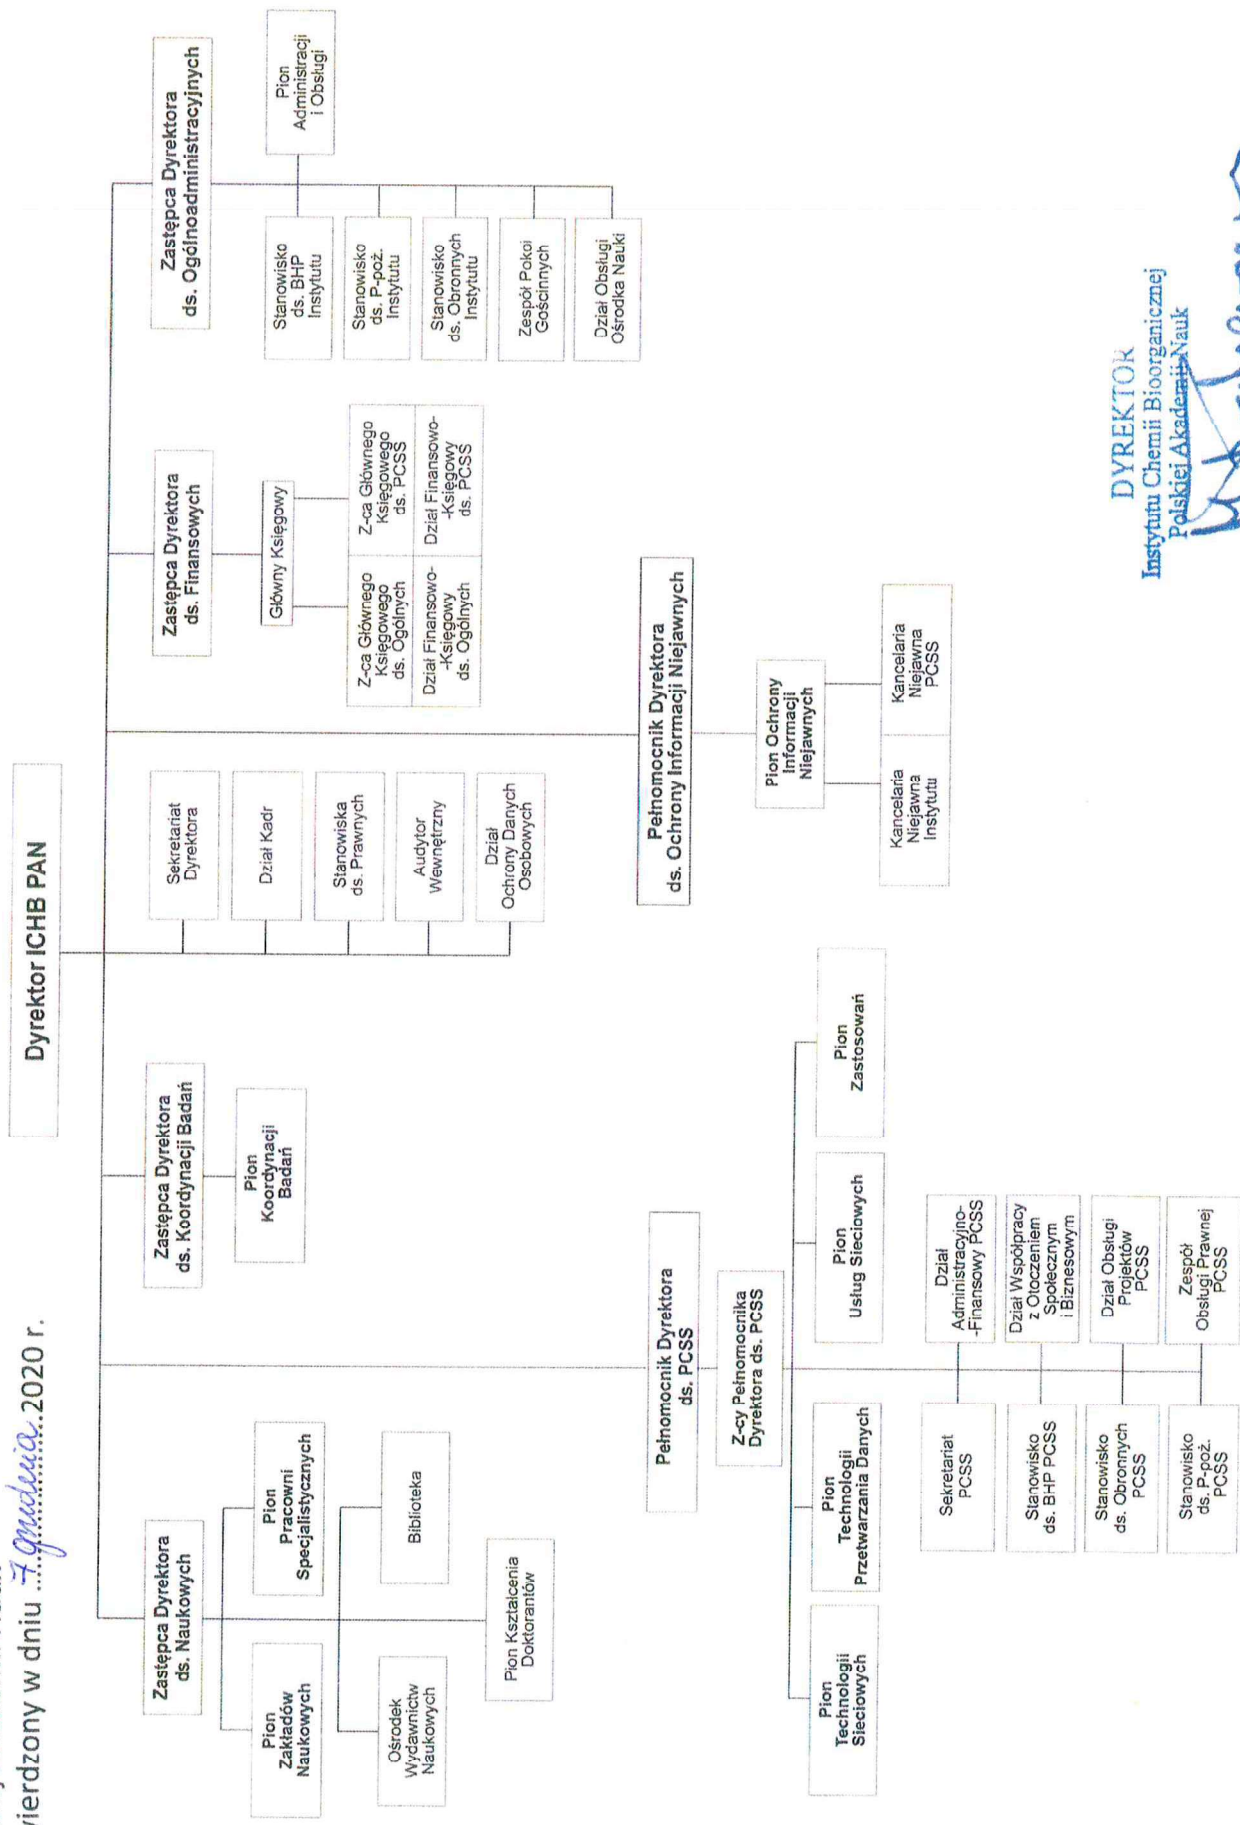 twierdzony w dniu ...7 grudnia...2020 r.
Dyrektor ICHB PAN
Zastępca Dyrektora
ds. Naukowych
Pion
Zakładów
Naukowych
Pion
Pracowni
Specjalistycznych
Ośrodek
Wydawnictw
Naukowych
Biblioteka
Pion Kształcenia
Doktorantów
Zastępca Dyrektora
ds. Koordynacji Badań
Pion
Koordynacji
Badań
Sekretariat
Dyrektora
Dział Kadr
Stanowiska
ds. Prawnych
Audytor
Wewnętrzny
Dział
Ochrony Danych
Osobowych
Zastępca Dyrektora
ds. Finansowych
Główny Księgowy
Z-ca Głównego
Księgowego
ds. Ogólnych
Z-ca Głównego
Księgowego
ds. PCSS
Dział Finansowo-
-Księgowy
ds. Ogólnych
Dział Finansowo-
-Księgowy
ds. PCSS
Zastępca Dyrektora
ds. Ogólnoadministracyjnych
Pion
Administracji
i Obsługi
Stanowisko
ds. BHP
Instytutu
Stanowisko
ds. P-poż.
Instytutu
Stanowisko
ds. Obronnych
Instytutu
Zespół Pokoi
Gościnnych
Dział Obsługi
Ośrodka Nauki
Pełnomocnik Dyrektora
ds. PCSS
Z-cy Pełnomocnika
Dyrektora ds. PCSS
Pion
Technologii
Sieciowych
Pion
Technologii
Przetwarzania Danych
Pion
Usług Sieciowych
Pion
Zastosowań
Sekretariat
PCSS
Dział
Administracyjno-
-Finansowy PCSS
Stanowisko
ds. BHP PCSS
Dział Współpracy
z Otoczeniem
Społecznym
i Biznesowym
Stanowisko
ds. Obronnych
PCSS
Dział Obsługi
Projektów
PCSS
Stanowisko
ds. P-poż.
PCSS
Zespół
Obsługi Prawnej
PCSS
Pełnomocnik Dyrektora
ds. Ochrony Informacji Niejawnych
Pion Ochrony
Informacji
Niejawnych
Kancelaria
Niejawna
Instytutu
Kancelaria
Niejawna
PCSS
DYREKTOR
Instytutu Chemii Bioorganicznej
Polskiej Akademii Nauk